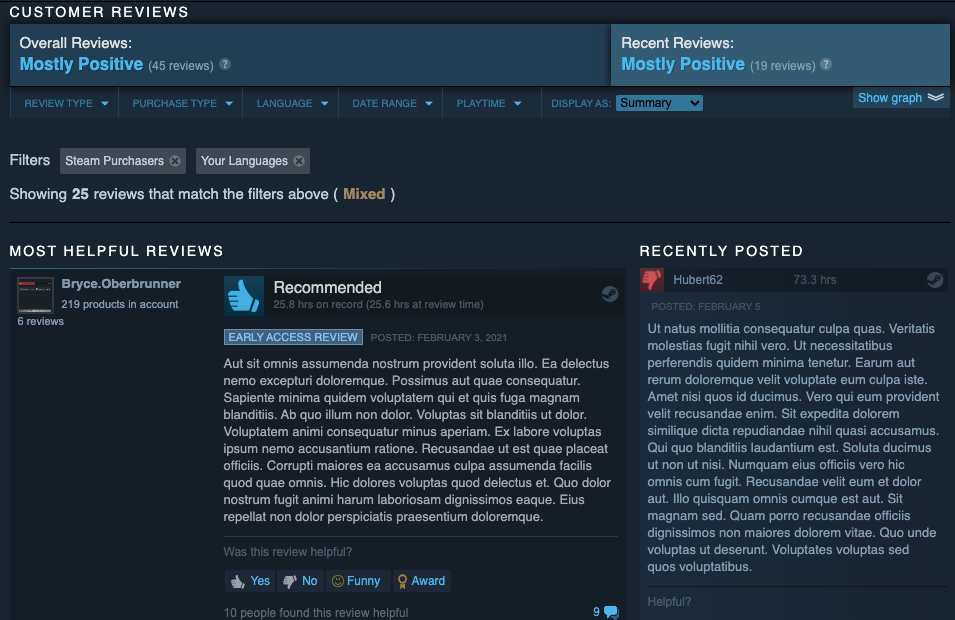 CUSTOMER REVIEWS
Overall Reviews:
Mostly Positive (45 reviews) ?
Recent Reviews:
Mostly Positive (19 reviews) ?
REVIEW TYPE PURCHASE TYPE LANGUAGE DATE RANGE PLAYTIME DISPLAY AS: Summary Show graph
Filters Steam Purchasers Your Languages
Showing 25 reviews that match the filters above ( Mixed )
MOST HELPFUL REVIEWS
Bryce.Oberbrunner
219 products in account
6 reviews
Recommended
25.8 hrs on record (25.6 hrs at review time)
EARLY ACCESS REVIEW POSTED: FEBRUARY 3, 2021
Aut sit omnis assumenda nostrum provident soluta illo. Ea delectus
nemo excepturi doloremque. Possimus aut quae consequatur.
Sapiente minima quidem voluptatem qui et quis fuga magnam
blanditiis. Ab quo illum non dolor. Voluptas sit blanditiis ut dolor.
Voluptatem animi consequatur minus aperiam. Ex labore voluptas
ipsum nemo accusantium ratione. Recusandae ut est quae placeat
officiis. Corrupti maiores ea accusamus culpa assumenda facilis
quod quae omnis. Hic dolores voluptas quod delectus et. Quo dolor
nostrum fugit animi harum laboriosam dignissimos eaque. Eius
repellat non dolor perspiciatis praesentium doloremque.
Was this review helpful?
Yes No Funny Award
10 people found this review helpful 9
RECENTLY POSTED
Hubert62 73.3 hrs
POSTED: FEBRUARY 5
Ut natus mollitia consequatur culpa quas. Veritatis
molestias fugit nihil vero. Ut necessitatibus
perferendis quidem minima tenetur. Earum aut
rerum doloremque velit voluptate eum culpa iste.
Amet nisi quos id ducimus. Vero qui eum provident
velit recusandae enim. Sit expedita dolorem
similique dicta repudiandae nihil quasi accusamus.
Qui quo blanditiis laudantium est. Soluta ducimus
ut non ut nisi. Numquam eius officiis vero hic
omnis cum fugit. Recusandae velit eum et dolor
aut. Illo quisquam omnis cumque est aut. Sit
magnam sed. Quam porro recusandae officiis
dignissimos non maiores dolorem vitae. Quo unde
voluptas ut deserunt. Voluptates voluptas sed
quos voluptatibus.
Helpful?